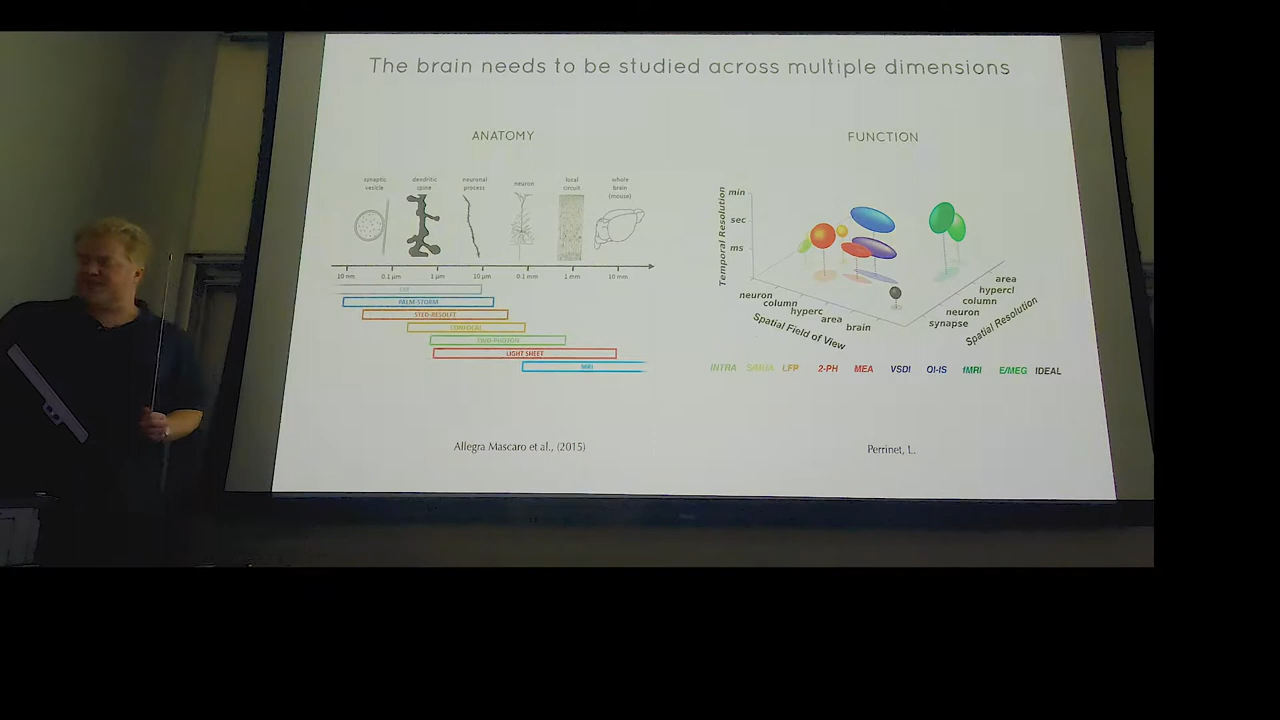 The brain needs to be studied across multiple dimensions
ANATOMY
synaptic
vesicle
dendritic
spine
neuronal
process
neuron
local
circuit
whole
brain
(mouse)
10 nm 0.1 µm 1 µm 10 µm 0.1 mm 1 mm 10 mm
PALM-STORM
STED-RESOLFT
CONFOCAL
TWO-PHOTON
LIGHT SHEET
MRI
Allegra Mascaro et al., (2015)
FUNCTION
Temporal Resolution
min
sec
ms
neuron
column
hyperc
area
brain
Spatial Field of View
area
hypercl
column
neuron
synapse
Spatial Resolution
INTRA LFP 2-PH MEA VSDI OI-IS fMRI E/MEG IDEAL
Perrinet, L.